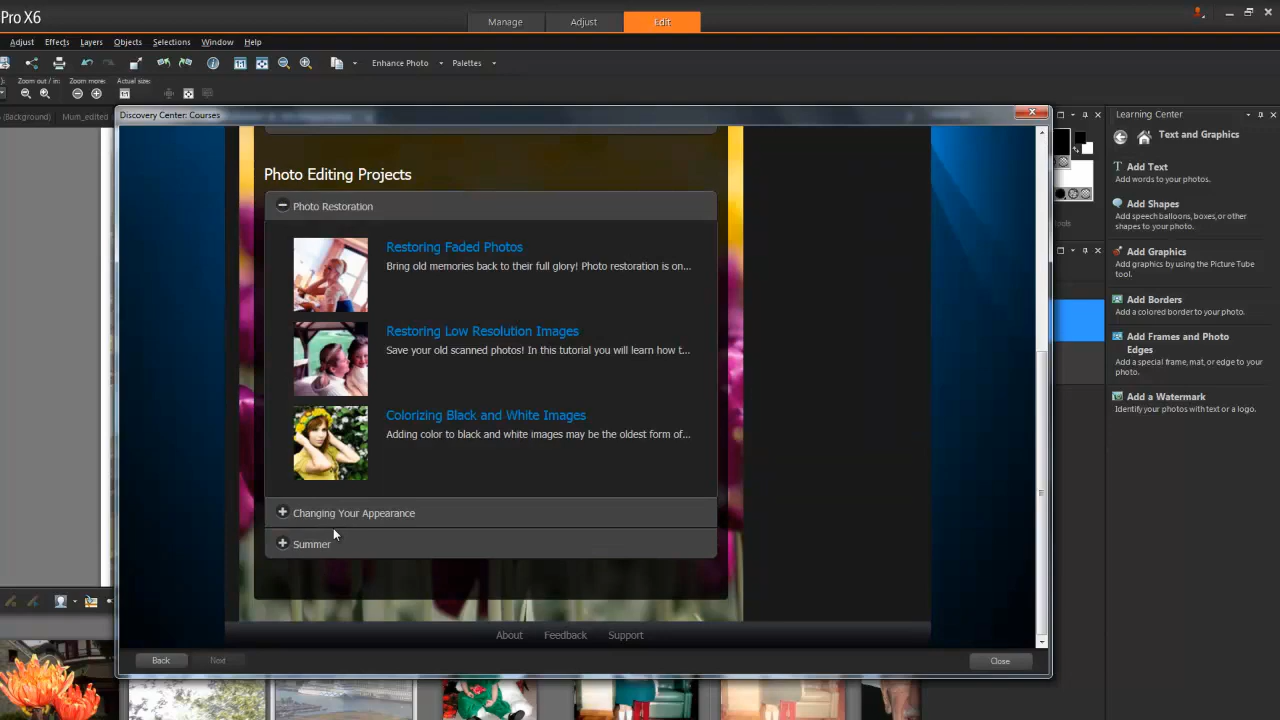 Pro X6
Manage Adjust Edit
Adjust Effects Layers Objects Selections Window Help
Enhance Photo Palettes
Zoom out / in: Zoom more: Actual size:
(Background) Mum_edited
Discovery Center: Courses
Photo Editing Projects
Photo Restoration
Restoring Faded Photos
Bring old memories back to their full glory! Photo restoration is on...
Restoring Low Resolution Images
Save your old scanned photos! In this tutorial you will learn how t...
Colorizing Black and White Images
Adding color to black and white images may be the oldest form of...
Changing Your Appearance
Summer
About Feedback Support
Back Next Close
Learning Center
Text and Graphics
Add Text
Add words to your photos.
Add Shapes
Add speech balloons, boxes, or other
shapes to your photo.
Add Graphics
Add graphics by using the Picture Tube
tool.
Add Borders
Add a colored border to your photo.
Add Frames and Photo
Edges
Add a special frame, mat, or edge to your
photo.
Add a Watermark
Identify your photos with text or a logo.